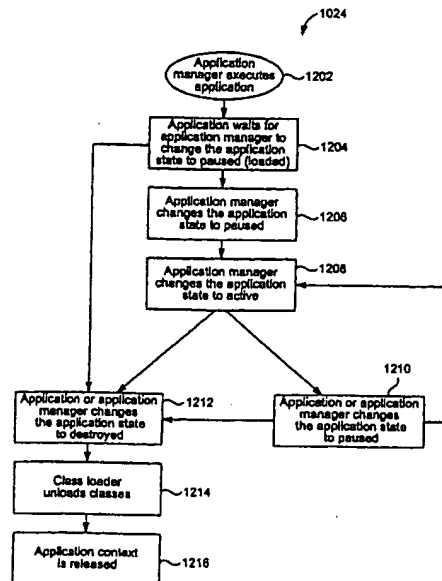 1024
Application
manager executes
application
1202
Application waits for
application manager to
change the application
state to paused (loaded)
1204
Application manager
changes the application
state to paused
1206
Application manager
changes the application
state to active
1208
Application or application
manager changes
the application state
to destroyed
1212
1210
Application or application
manager changes
the application state
to paused
Class loader
unloads classes
1214
Application context
is released
1216